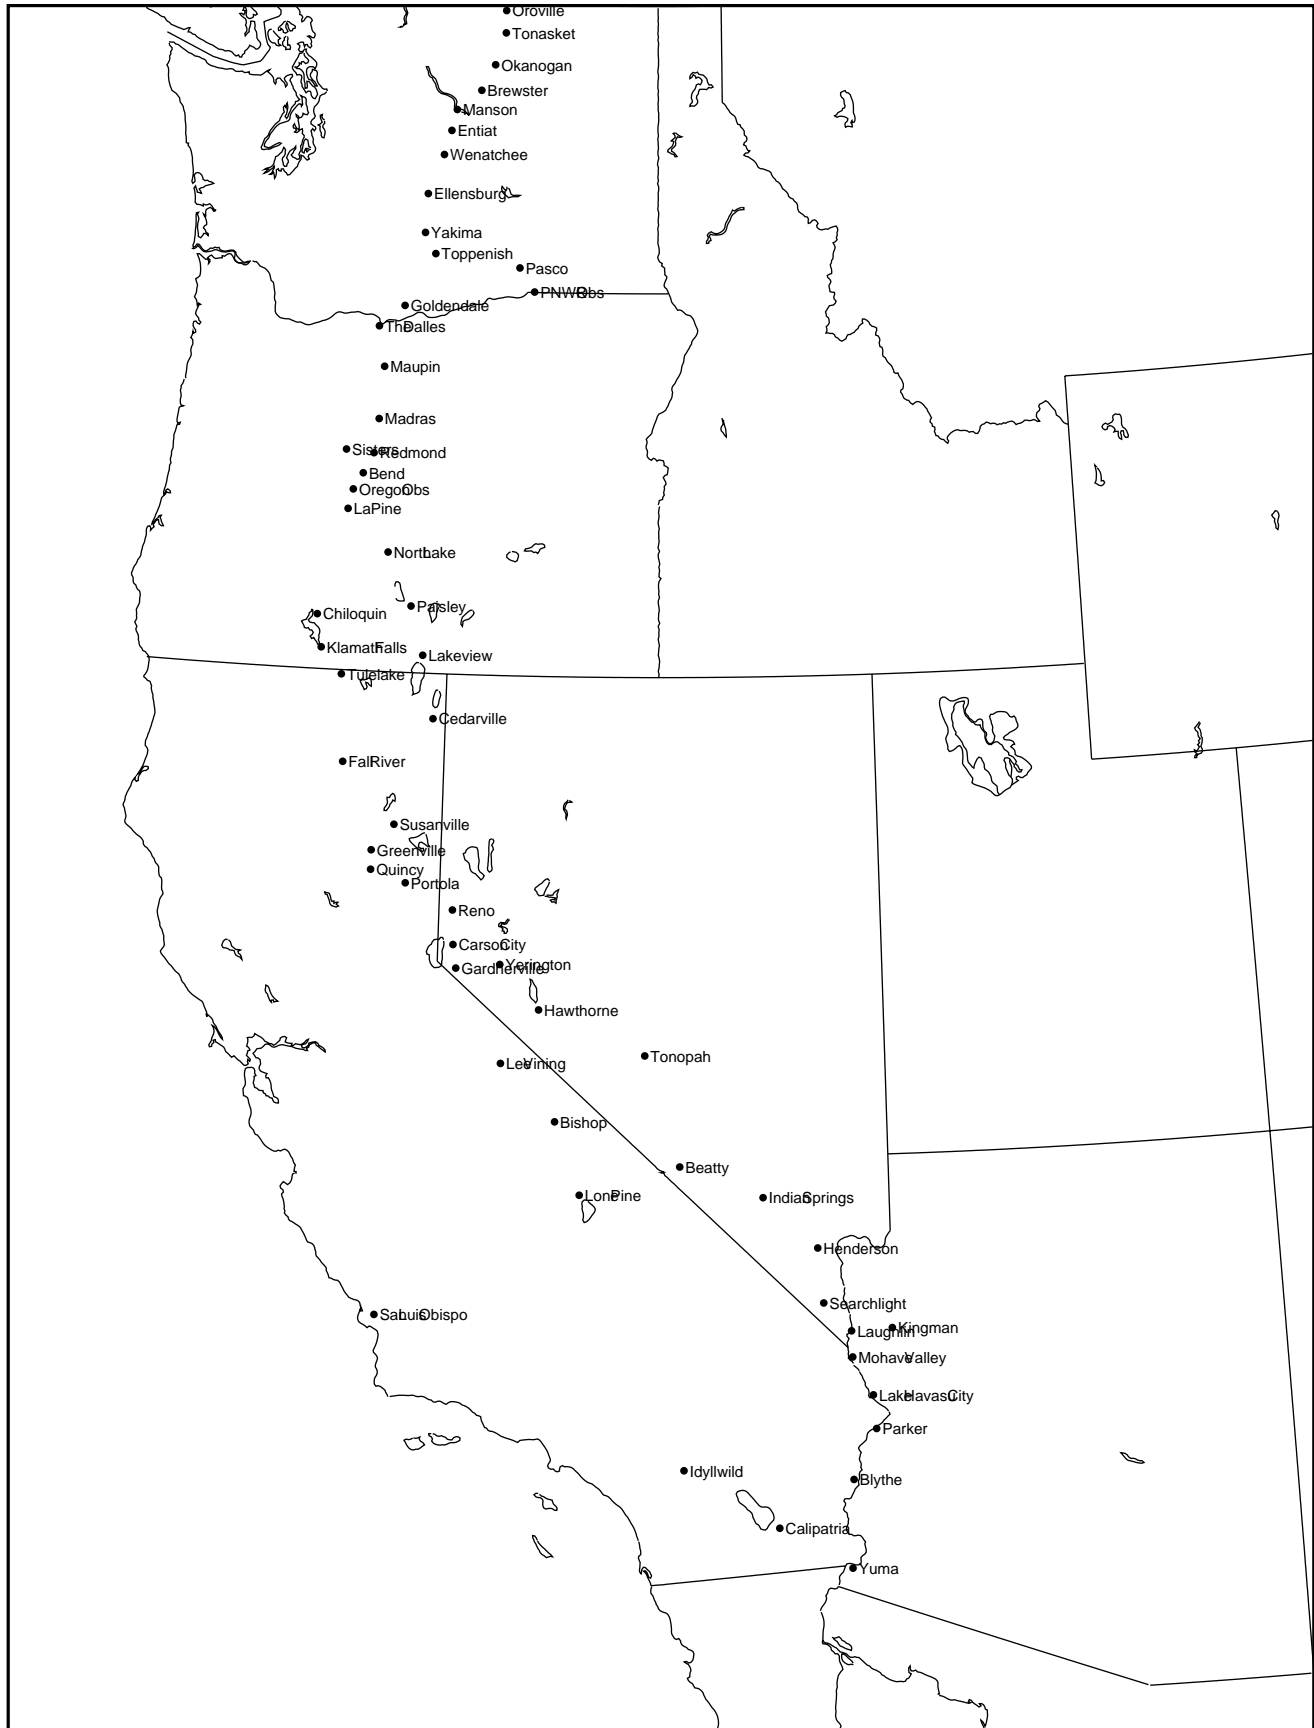 Oroville
Tonasket
Okanogan
Brewster
Manson
Entiat
Wenatchee
Ellensburg
Yakima
Toppenish
Pasco
PNWRObs
Goldendale
TheDalles
Maupin
Madras
Sisters
Redmond
Bend
OregonObs
LaPine
NorthLake
Paisley
Chiloquin
KlamathFalls
Lakeview
Tulelake
Cedarville
FallRiver
Susanville
Greenville
Quincy
Portola
Reno
CarsonCity
Yerington
Gardnerville
Hawthorne
Tonopah
LeeVining
Bishop
Beatty
LonePine
IndianSprings
Henderson
Searchlight
SanLuisObispo
Kingman
Laughlin
MohaveValley
LakeHavasuCity
Parker
Idyllwild
Blythe
Calipatria
Yuma